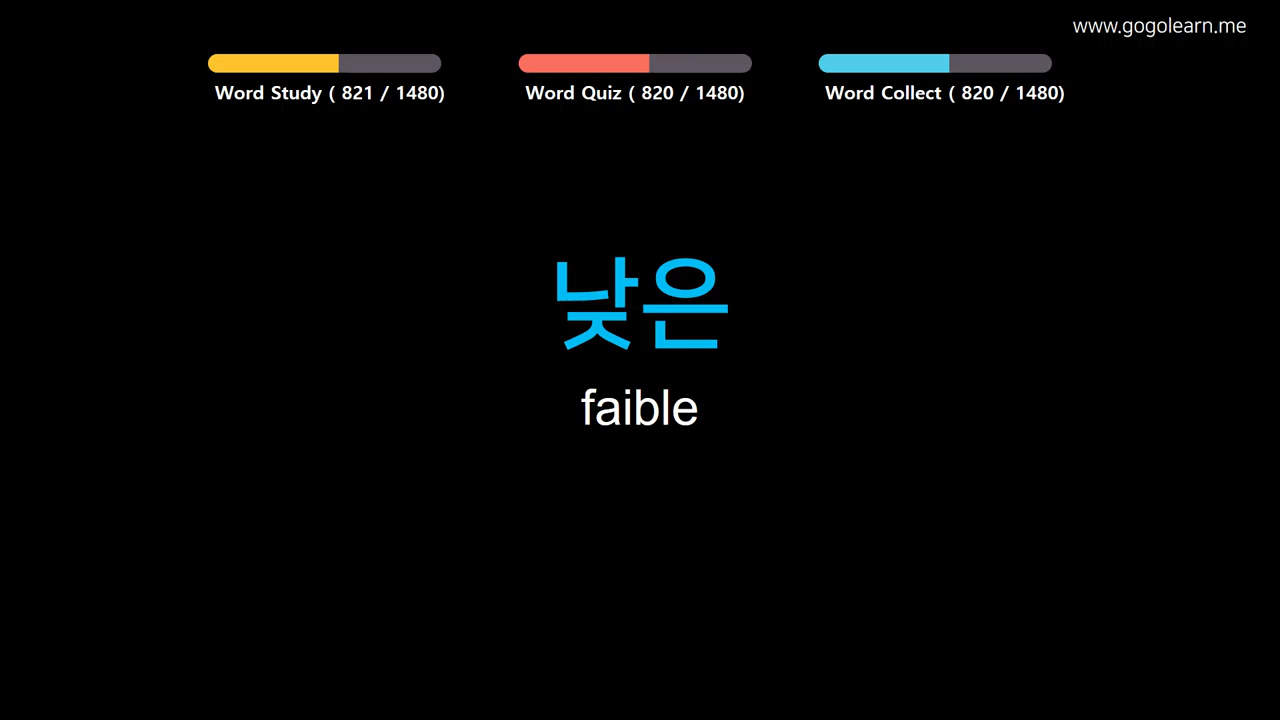 www.gogolearn.me
Word Study ( 821 / 1480)
Word Quiz ( 820 / 1480)
Word Collect ( 820 / 1480)
낮은
faible